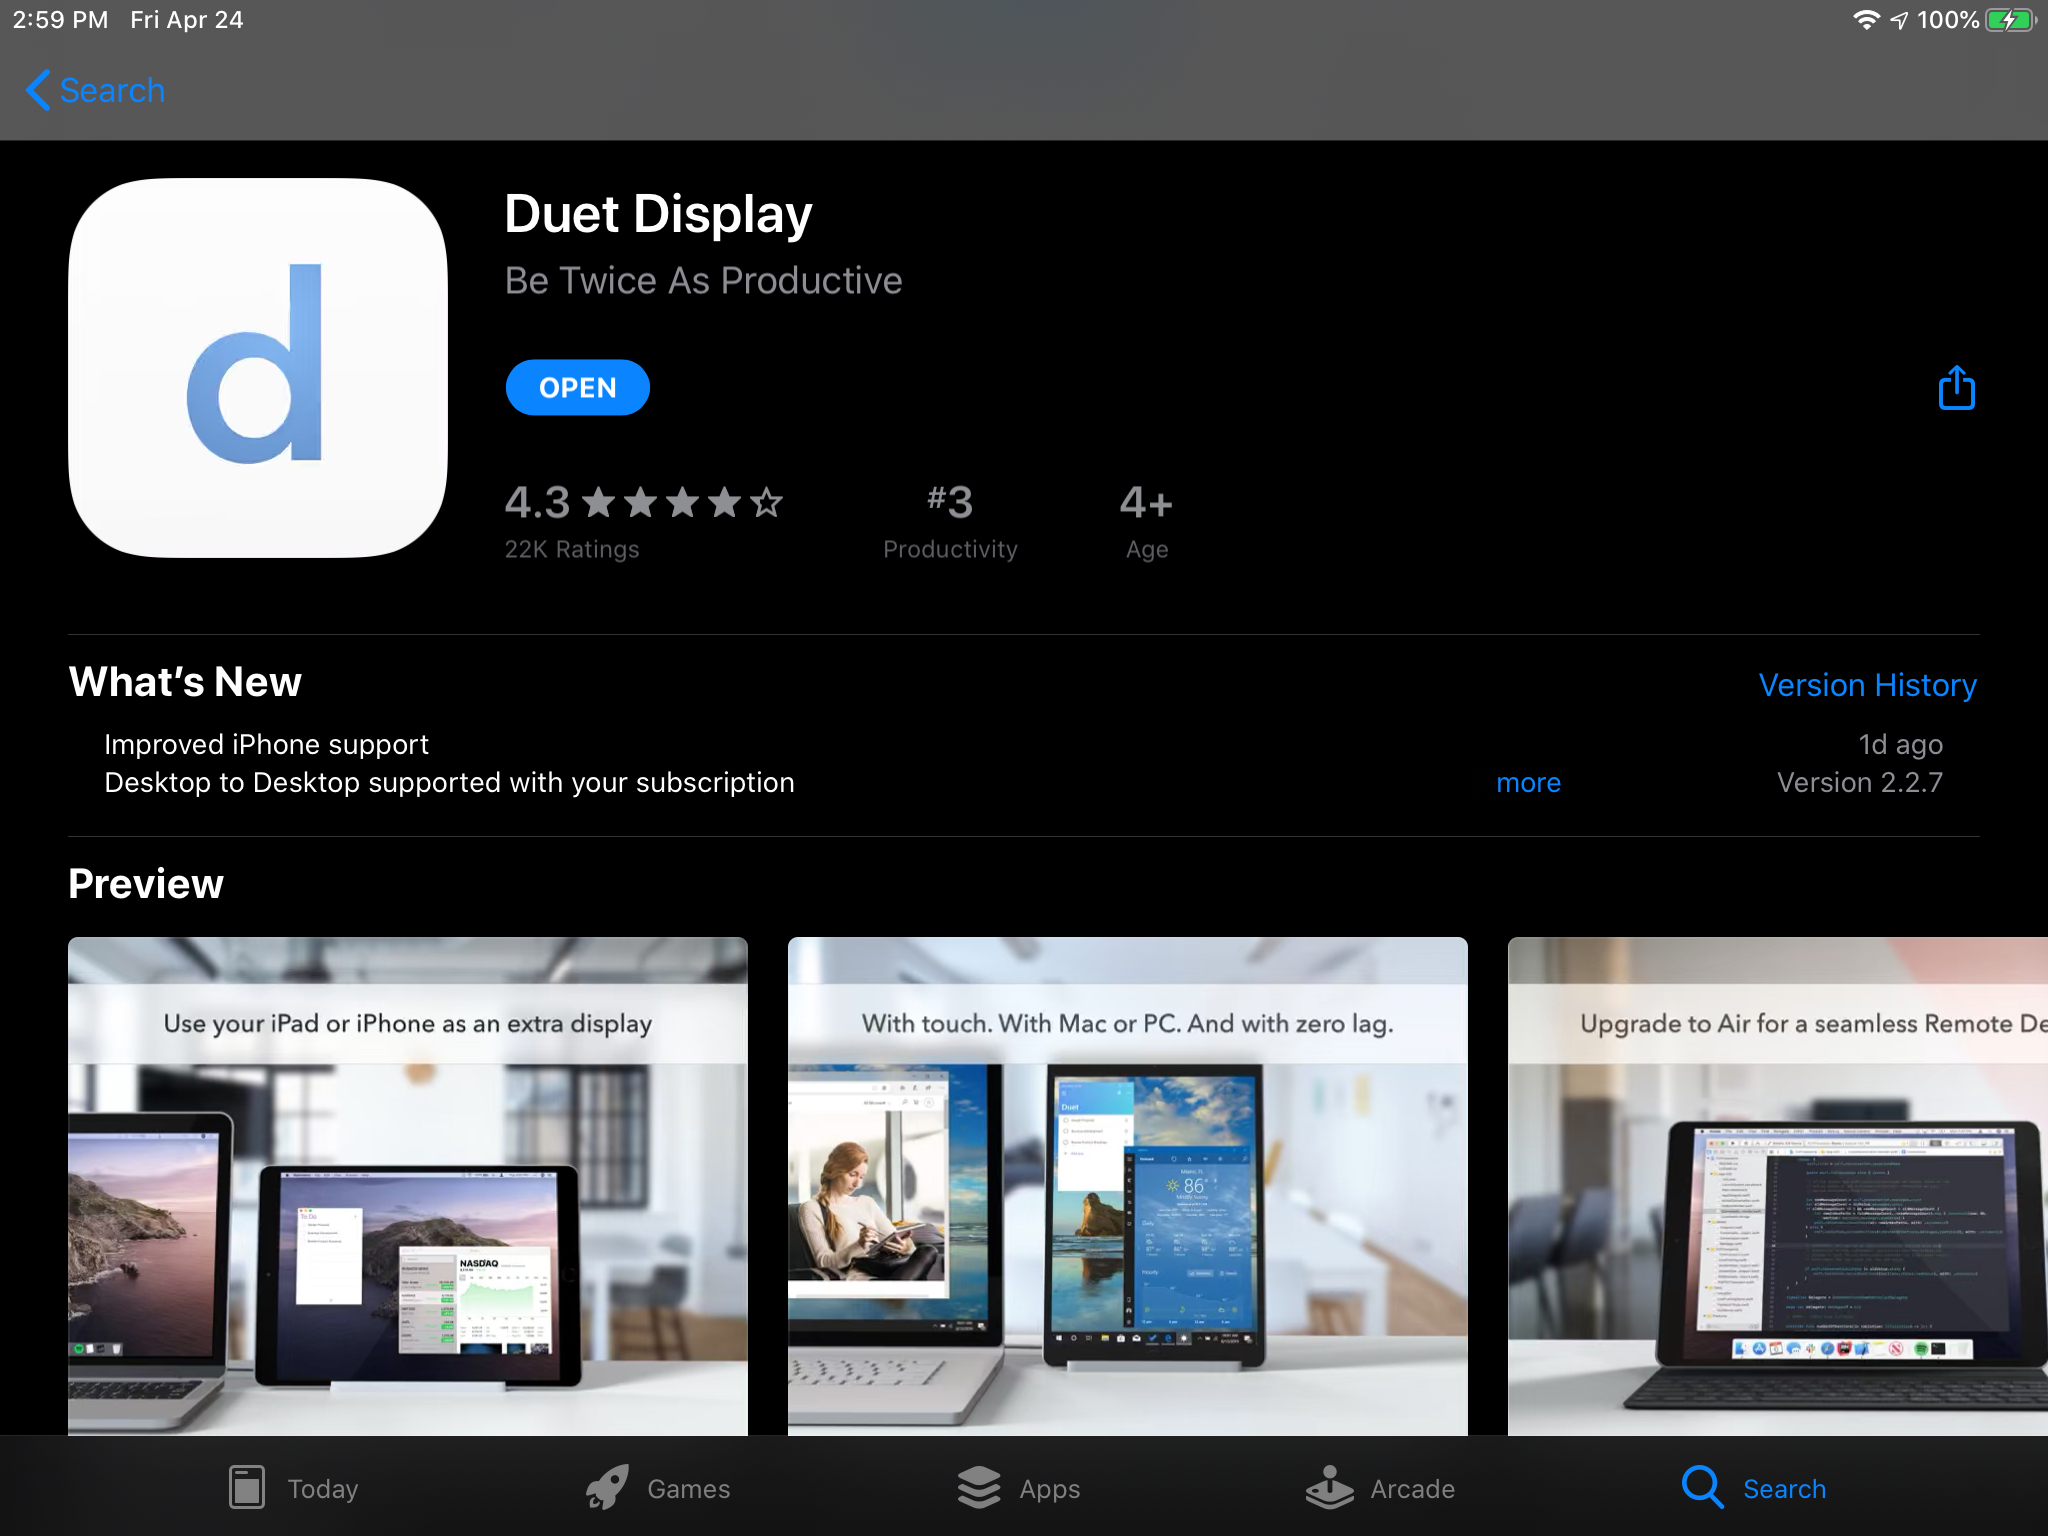 2:59 PM Fri Apr 24
100%
Search
d
Duet Display
Be Twice As Productive
OPEN
4.3
22K Ratings
#3
Productivity
4+
Age
What's New
Version History
Improved iPhone support
1d ago
Desktop to Desktop supported with your subscription
more
Version 2.2.7
Preview
Use your iPad or iPhone as an extra display
With touch. With Mac or PC. And with zero lag.
Upgrade to Air for a seamless Remote De
To Do
NASDAQ
Duet
86
Daily
Hourly
Today
Games
Apps
Arcade
Search